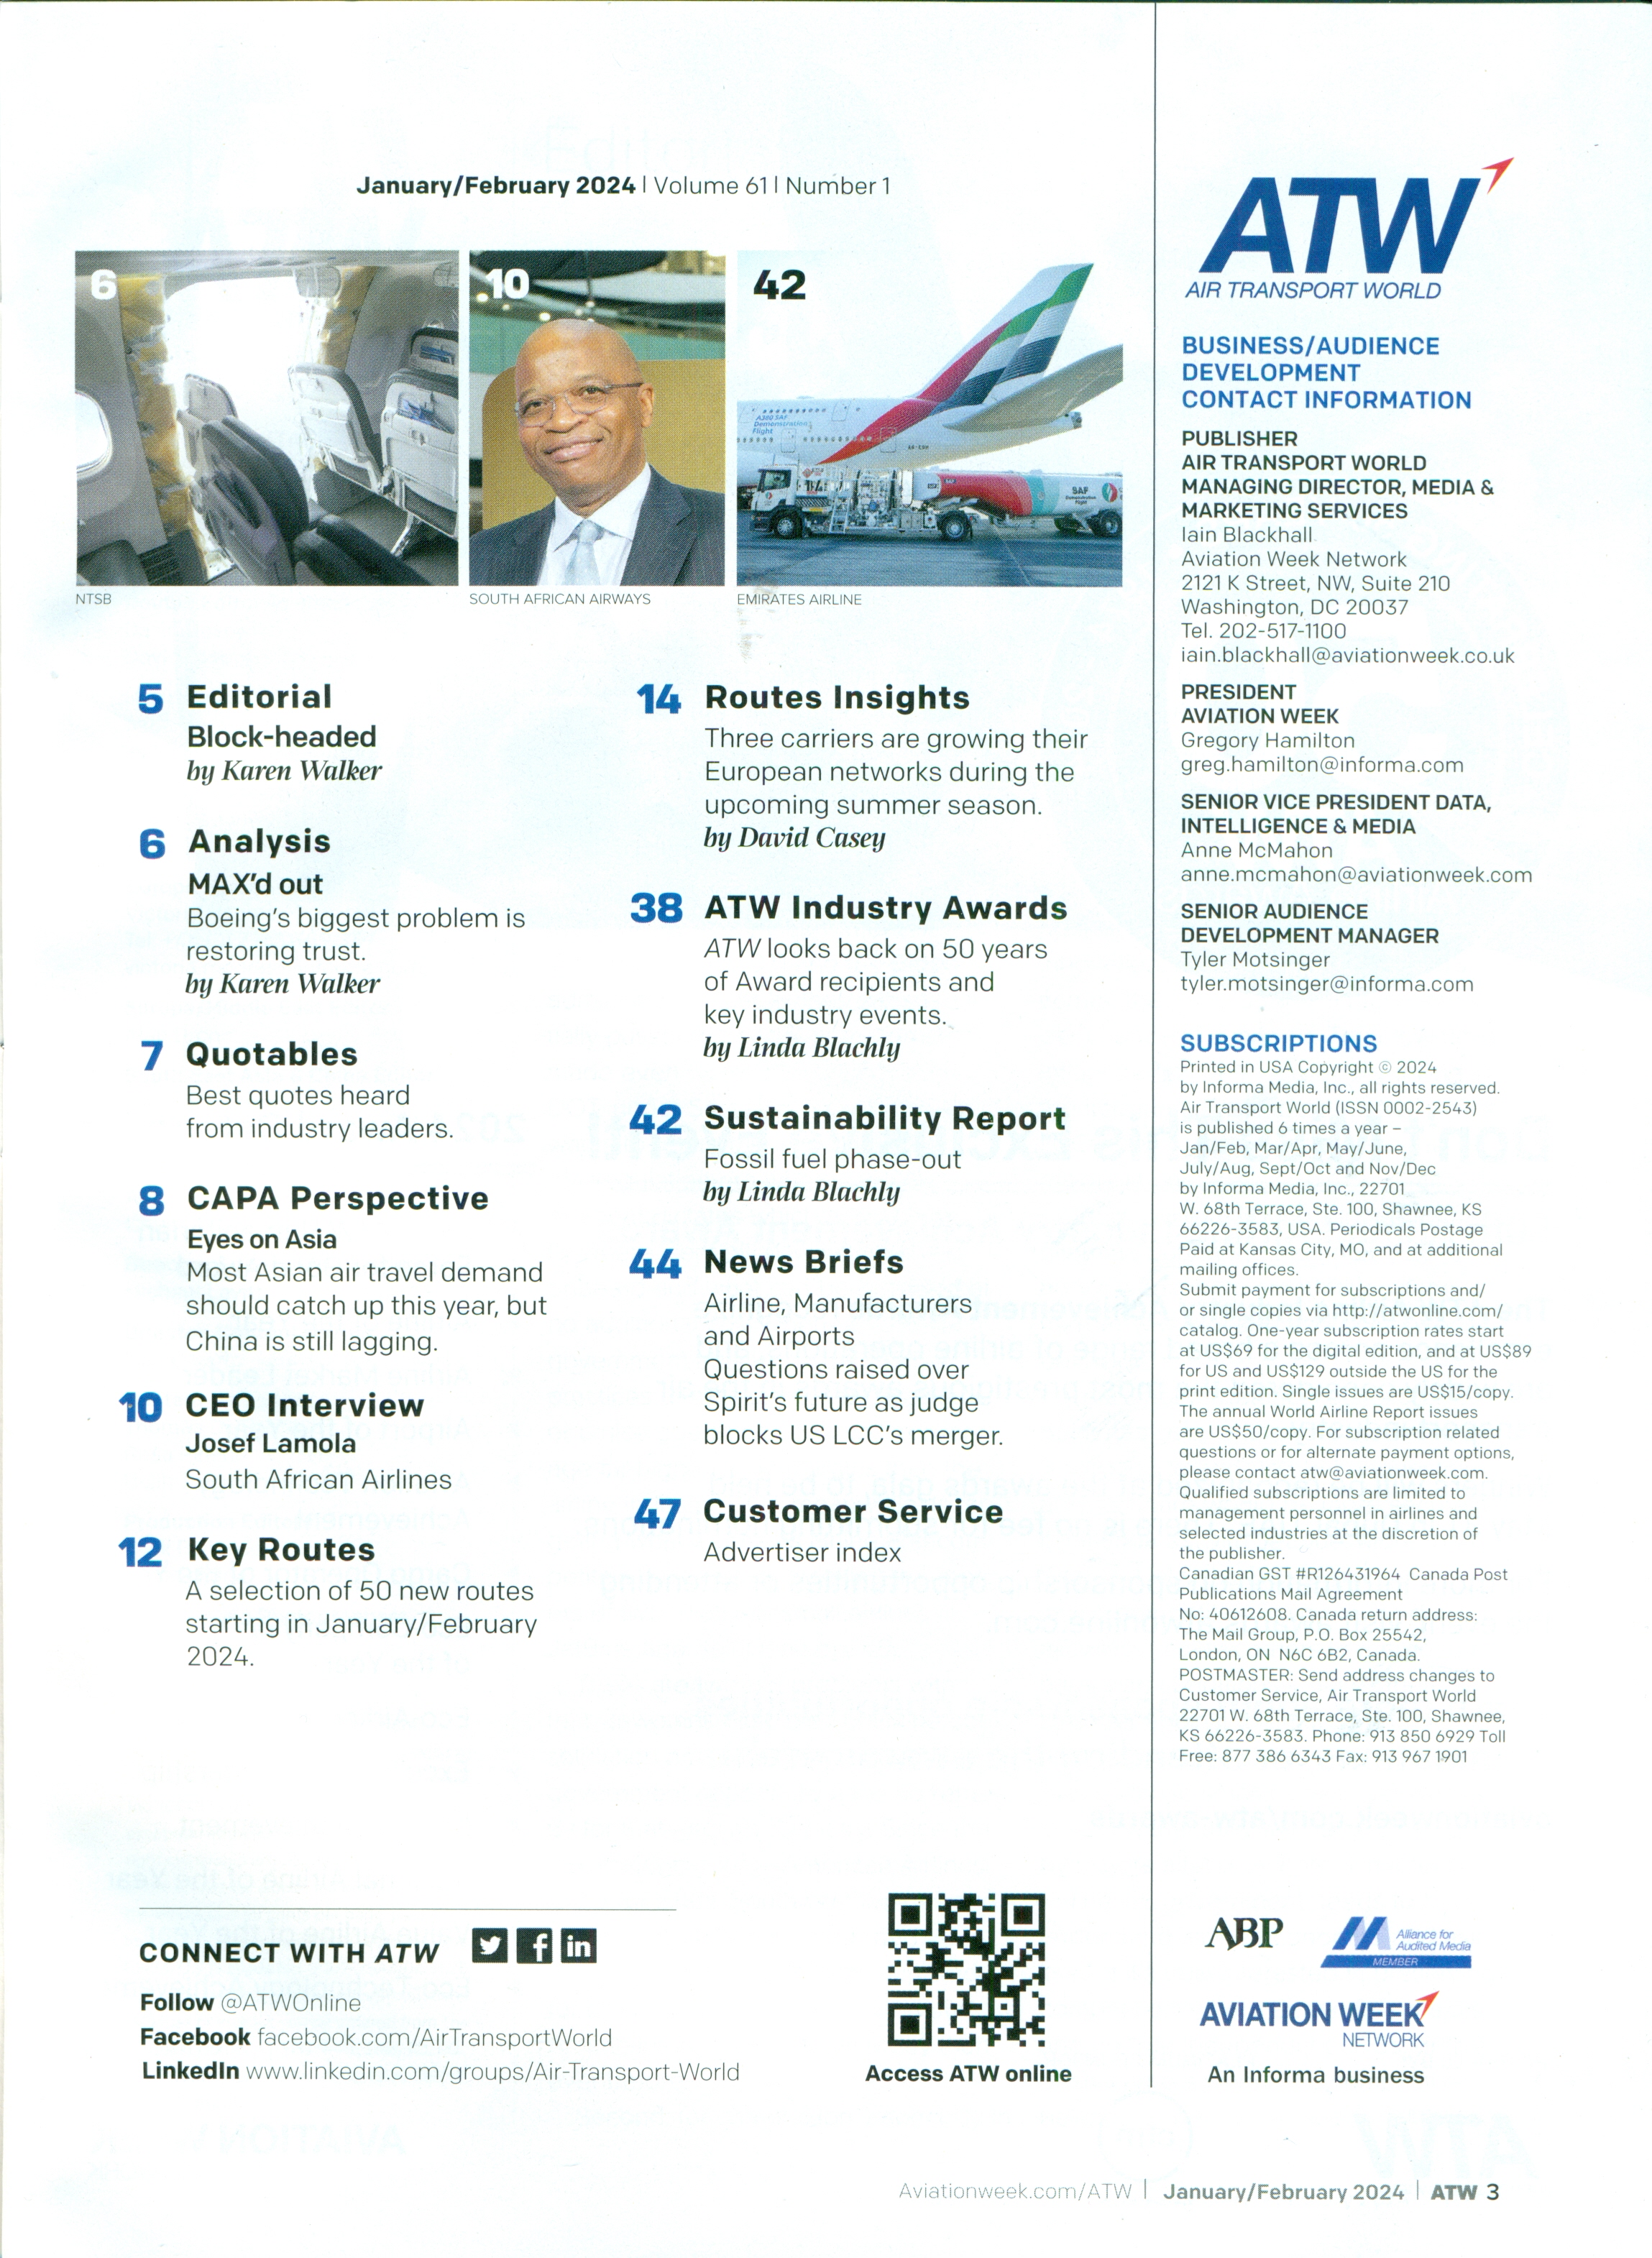 January/February 2024 | Volume 61 | Number 1
6
10
42
A380 SAF
Demonstration
Flight
SAF
Demonstration
Flight
NTSB
SOUTH AFRICAN AIRWAYS
EMIRATES AIRLINE
5 Editorial
Block-headed
by Karen Walker
6 Analysis
MAX’d out
Boeing’s biggest problem is
restoring trust.
by Karen Walker
7 Quotables
Best quotes heard
from industry leaders.
8 CAPA Perspective
Eyes on Asia
Most Asian air travel demand
should catch up this year, but
China is still lagging.
10 CEO Interview
Josef Lamola
South African Airlines
12 Key Routes
A selection of 50 new routes
starting in January/February
2024.
14 Routes Insights
Three carriers are growing their
European networks during the
upcoming summer season.
by David Casey
38 ATW Industry Awards
ATW looks back on 50 years
of Award recipients and
key industry events.
by Linda Blachly
42 Sustainability Report
Fossil fuel phase-out
by Linda Blachly
44 News Briefs
Airline, Manufacturers
and Airports
Questions raised over
Spirit’s future as judge
blocks US LCC’s merger.
47 Customer Service
Advertiser index
CONNECT WITH ATW
Follow @ATWOnline
Facebook facebook.com/AirTransportWorld
LinkedIn www.linkedin.com/groups/Air-Transport-World
Access ATW online
ATW
AIR TRANSPORT WORLD
BUSINESS/AUDIENCE
DEVELOPMENT
CONTACT INFORMATION
PUBLISHER
AIR TRANSPORT WORLD
MANAGING DIRECTOR, MEDIA &
MARKETING SERVICES
Iain Blackhall
Aviation Week Network
2121 K Street, NW, Suite 210
Washington, DC 20037
Tel. 202-517-1100
iain.blackhall@aviationweek.co.uk
PRESIDENT
AVIATION WEEK
Gregory Hamilton
greg.hamilton@informa.com
SENIOR VICE PRESIDENT DATA,
INTELLIGENCE & MEDIA
Anne McMahon
anne.mcmahon@aviationweek.com
SENIOR AUDIENCE
DEVELOPMENT MANAGER
Tyler Motsinger
tyler.motsinger@informa.com
SUBSCRIPTIONS
Printed in USA Copyright © 2024
by Informa Media, Inc., all rights reserved.
Air Transport World (ISSN 0002-2543)
is published 6 times a year –
Jan/Feb, Mar/Apr, May/June,
July/Aug, Sept/Oct and Nov/Dec
by Informa Media, Inc., 22701
W. 68th Terrace, Ste. 100, Shawnee, KS
66226-3583, USA. Periodicals Postage
Paid at Kansas City, MO, and at additional
mailing offices.
Submit payment for subscriptions and/
or single copies via http://atwonline.com/
catalog. One-year subscription rates start
at US$69 for the digital edition, and at US$89
for US and US$129 outside the US for the
print edition. Single issues are US$15/copy.
The annual World Airline Report issues
are US$50/copy. For subscription related
questions or for alternate payment options,
please contact atw@aviationweek.com.
Qualified subscriptions are limited to
management personnel in airlines and
selected industries at the discretion of
the publisher.
Canadian GST #R126431964 Canada Post
Publications Mail Agreement
No: 40612608. Canada return address:
The Mail Group, P.O. Box 25542,
London, ON N6C 6B2, Canada.
POSTMASTER: Send address changes to
Customer Service, Air Transport World
22701 W. 68th Terrace, Ste. 100, Shawnee,
KS 66226-3583. Phone: 913 850 6929 Toll
Free: 877 386 6343 Fax: 913 967 1901
ABP
Alliance for
Audited Media
MEMBER
AVIATION WEEK
NETWORK
An Informa business
Aviationweek.com/ATW | January/February 2024 | ATW 3